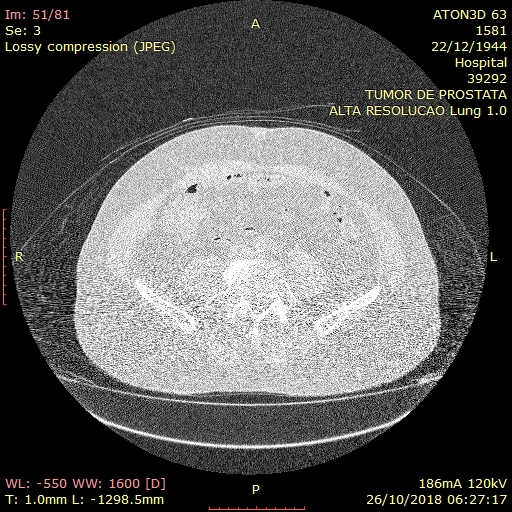 Im: 51/81
Se: 3
Lossy compression (JPEG)
A
ATON3D 63
1581
22/12/1944
Hospital
39292
TUMOR DE PROSTATA
ALTA RESOLUCAO Lung 1.0
R
L
WL: -550 WW: 1600 [D]
T: 1.0mm L: -1298.5mm
P
186mA 120kV
26/10/2018 06:27:17